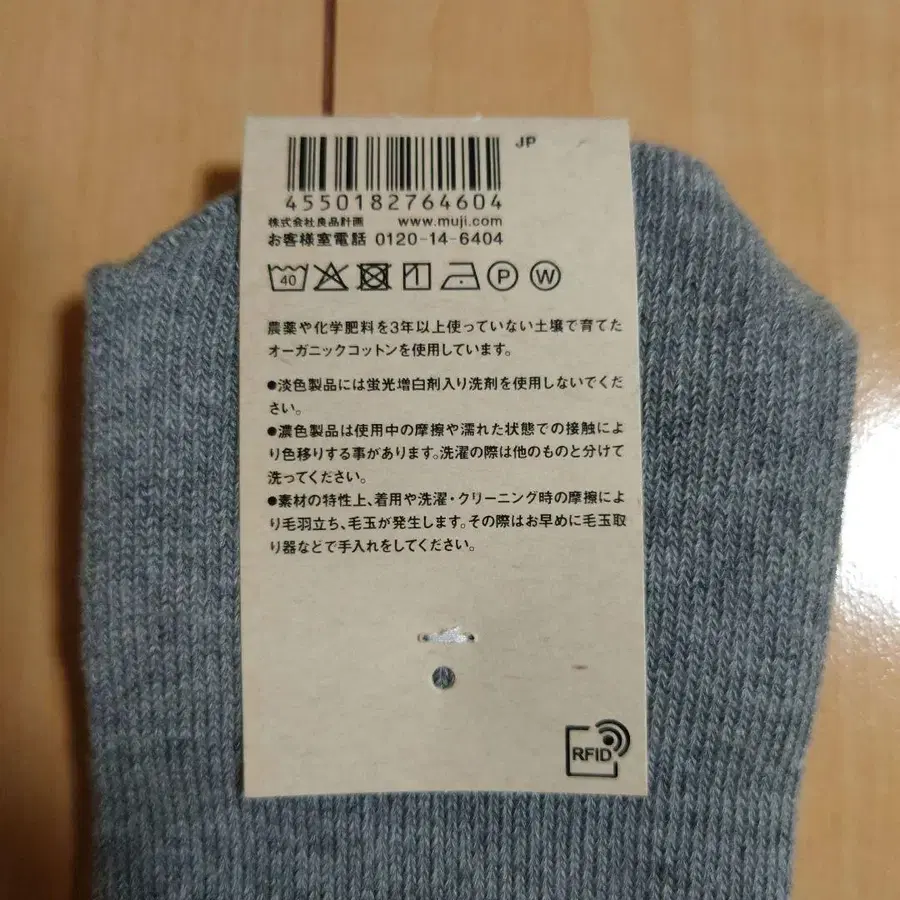 JP
4550182764604
株式会社良品計画 www.muji.com
お客様室電話 0120-14-6404
40 P W
農薬や化学肥料を3年以上使っていない土壌で育てた
オーガニックコットンを使用しています。
●淡色製品には蛍光増白剤入り洗剤を使用しないでくだ
さい。
●濃色製品は使用中の摩擦や濡れた状態での接触によ
り色移りする事があります。洗濯の際は他のものと分けて
洗ってください。
●素材の特性上、着用や洗濯・クリーニング時の摩擦によ
り毛羽立ち、毛玉が発生します。その際はお早めに毛玉取
り器などで手入れをしてください。
RFID